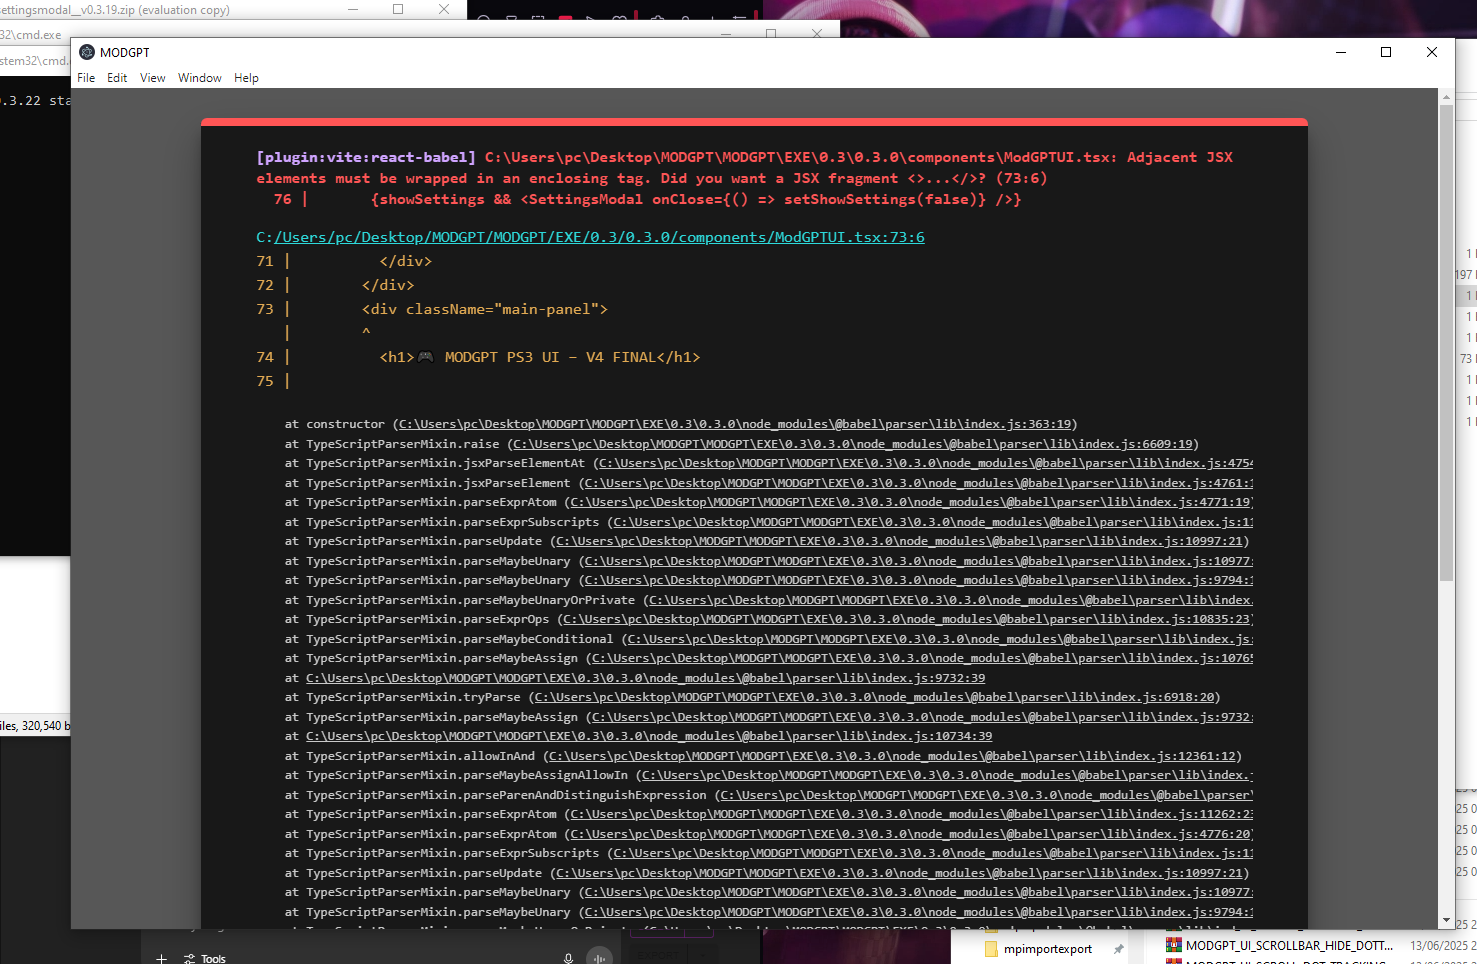 settingsmodal__v0.3.19.zip (evaluation copy)
32\cmd.exe
stem32\cmd.
.3.22 sta
MODGPT
File Edit View Window Help
[plugin:vite:react-babel] C:\Users\pc\Desktop\MODGPT\MODGPT\EXE\0.3\0.3.0\components\ModGPTUI.tsx: Adjacent JSX
elements must be wrapped in an enclosing tag. Did you want a JSX fragment <>...</>? (73:6)
76 | {showSettings && <SettingsModal onClose={() => setShowSettings(false)} />}
C:/Users/pc/Desktop/MODGPT/MODGPT/EXE/0.3/0.3.0/components/ModGPTUI.tsx:73:6
71 | </div>
72 | </div>
73 | <div className="main-panel">
| ^
74 | <h1>🎮 MODGPT PS3 UI – V4 FINAL</h1>
75 |
at constructor (C:\Users\pc\Desktop\MODGPT\MODGPT\EXE\0.3\0.3.0\node_modules\@babel\parser\lib\index.js:363:19)
at TypeScriptParserMixin.raise (C:\Users\pc\Desktop\MODGPT\MODGPT\EXE\0.3\0.3.0\node_modules\@babel\parser\lib\index.js:6609:19)
at TypeScriptParserMixin.jsxParseElementAt (C:\Users\pc\Desktop\MODGPT\MODGPT\EXE\0.3\0.3.0\node_modules\@babel\parser\lib\index.js:4754
at TypeScriptParserMixin.jsxParseElement (C:\Users\pc\Desktop\MODGPT\MODGPT\EXE\0.3\0.3.0\node_modules\@babel\parser\lib\index.js:4761:1
at TypeScriptParserMixin.parseExprAtom (C:\Users\pc\Desktop\MODGPT\MODGPT\EXE\0.3\0.3.0\node_modules\@babel\parser\lib\index.js:4771:19)
at TypeScriptParserMixin.parseExprSubscripts (C:\Users\pc\Desktop\MODGPT\MODGPT\EXE\0.3\0.3.0\node_modules\@babel\parser\lib\index.js:11
at TypeScriptParserMixin.parseUpdate (C:\Users\pc\Desktop\MODGPT\MODGPT\EXE\0.3\0.3.0\node_modules\@babel\parser\lib\index.js:10997:21)
at TypeScriptParserMixin.parseMaybeUnary (C:\Users\pc\Desktop\MODGPT\MODGPT\EXE\0.3\0.3.0\node_modules\@babel\parser\lib\index.js:10977:
at TypeScriptParserMixin.parseMaybeUnary (C:\Users\pc\Desktop\MODGPT\MODGPT\EXE\0.3\0.3.0\node_modules\@babel\parser\lib\index.js:9794:1
at TypeScriptParserMixin.parseMaybeUnaryOrPrivate (C:\Users\pc\Desktop\MODGPT\MODGPT\EXE\0.3\0.3.0\node_modules\@babel\parser\lib\index.
at TypeScriptParserMixin.parseExprOps (C:\Users\pc\Desktop\MODGPT\MODGPT\EXE\0.3\0.3.0\node_modules\@babel\parser\lib\index.js:10835:23)
at TypeScriptParserMixin.parseMaybeConditional (C:\Users\pc\Desktop\MODGPT\MODGPT\EXE\0.3\0.3.0\node_modules\@babel\parser\lib\index.js:
at TypeScriptParserMixin.parseMaybeAssign (C:\Users\pc\Desktop\MODGPT\MODGPT\EXE\0.3\0.3.0\node_modules\@babel\parser\lib\index.js:10765
at C:\Users\pc\Desktop\MODGPT\MODGPT\EXE\0.3\0.3.0\node_modules\@babel\parser\lib\index.js:9732:39
at TypeScriptParserMixin.tryParse (C:\Users\pc\Desktop\MODGPT\MODGPT\EXE\0.3\0.3.0\node_modules\@babel\parser\lib\index.js:6918:20)
at TypeScriptParserMixin.parseMaybeAssign (C:\Users\pc\Desktop\MODGPT\MODGPT\EXE\0.3\0.3.0\node_modules\@babel\parser\lib\index.js:9732:
at C:\Users\pc\Desktop\MODGPT\MODGPT\EXE\0.3\0.3.0\node_modules\@babel\parser\lib\index.js:10734:39
at TypeScriptParserMixin.allowInAnd (C:\Users\pc\Desktop\MODGPT\MODGPT\EXE\0.3\0.3.0\node_modules\@babel\parser\lib\index.js:12361:12)
at TypeScriptParserMixin.parseMaybeAssignAllowIn (C:\Users\pc\Desktop\MODGPT\MODGPT\EXE\0.3\0.3.0\node_modules\@babel\parser\lib\index.j
at TypeScriptParserMixin.parseParenAndDistinguishExpression (C:\Users\pc\Desktop\MODGPT\MODGPT\EXE\0.3\0.3.0\node_modules\@babel\parser\
at TypeScriptParserMixin.parseExprAtom (C:\Users\pc\Desktop\MODGPT\MODGPT\EXE\0.3\0.3.0\node_modules\@babel\parser\lib\index.js:11262:23
at TypeScriptParserMixin.parseExprAtom (C:\Users\pc\Desktop\MODGPT\MODGPT\EXE\0.3\0.3.0\node_modules\@babel\parser\lib\index.js:4776:20)
at TypeScriptParserMixin.parseExprSubscripts (C:\Users\pc\Desktop\MODGPT\MODGPT\EXE\0.3\0.3.0\node_modules\@babel\parser\lib\index.js:11
at TypeScriptParserMixin.parseUpdate (C:\Users\pc\Desktop\MODGPT\MODGPT\EXE\0.3\0.3.0\node_modules\@babel\parser\lib\index.js:10997:21)
at TypeScriptParserMixin.parseMaybeUnary (C:\Users\pc\Desktop\MODGPT\MODGPT\EXE\0.3\0.3.0\node_modules\@babel\parser\lib\index.js:10977:
at TypeScriptParserMixin.parseMaybeUnary (C:\Users\pc\Desktop\MODGPT\MODGPT\EXE\0.3\0.3.0\node_modules\@babel\parser\lib\index.js:9794:1
iles, 320,540 b
197
73
Tools
mpimportexport
MODGPT_UI_SCROLLBAR_HIDE_DOTT... 13/06/2025